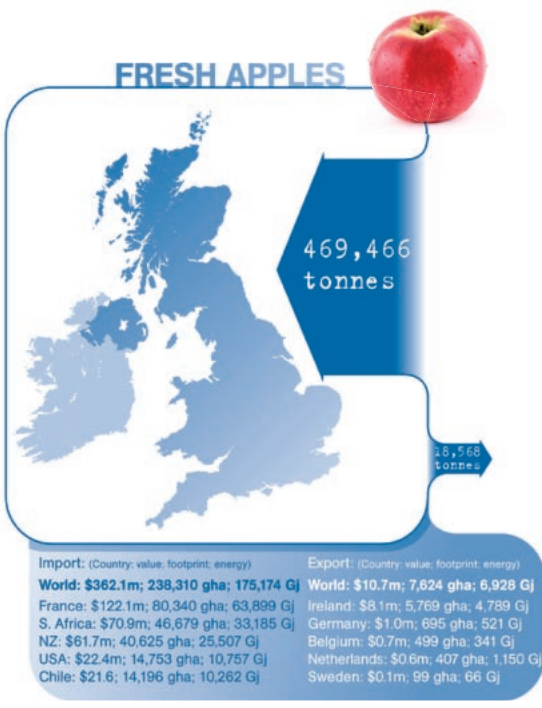 FRESH APPLES
469,466
tonnes
18,568
tonnes
Import: (Country: value; footprint; energy)
World: $362.1m; 238,310 gha; 175,174 Gj
France: $122.1m; 80,340 gha; 63,899 Gj
S. Africa: $70.9m; 46,679 gha; 33,185 Gj
NZ: $61.7m; 40,625 gha; 25,507 Gj
USA: $22.4m; 14,753 gha; 10,757 Gj
Chile: $21.6; 14,196 gha; 10,262 Gj
Export: (Country: value; footprint; energy)
World: $10.7m; 7,624 gha; 6,928 Gj
Ireland: $8.1m; 5,769 gha; 4,789 Gj
Germany: $1.0m; 695 gha; 521 Gj
Belgium: $0.7m; 499 gha; 341 Gj
Netherlands: $0.6m; 407 gha; 1,150 Gj
Sweden: $0.1m; 99 gha; 66 Gj